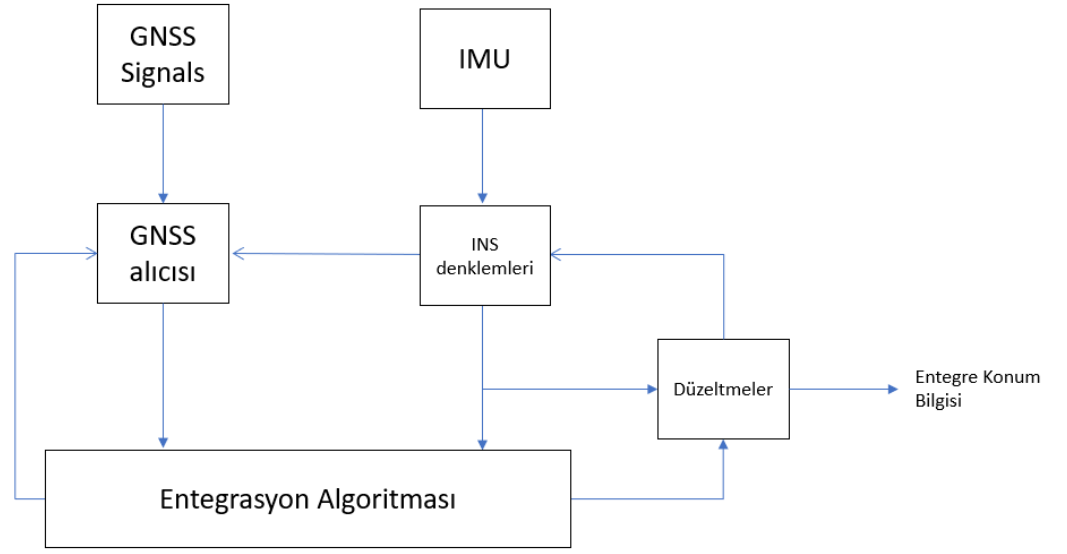 GNSS
Signals
IMU
GNSS
alıcısı
INS
denklemleri
Düzeltmeler
Entegre Konum
Bilgisi
Entegrasyon Algoritması